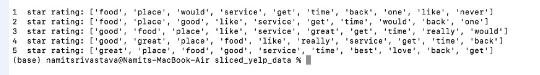 1  star rating: ['food', 'place', 'would', 'service', 'get', 'time', 'back', 'one', 'like', 'never']
2  star rating: ['food', 'place', 'good', 'like', 'service', 'get', 'time', 'would', 'back', 'one']
3  star rating: ['good', 'food', 'place', 'like', 'service', 'great', 'get', 'time', 'really', 'would']
4  star rating: ['good', 'great', 'place', 'food', 'like', 'really', 'service', 'get', 'time', 'back']
5  star rating: ['great', 'place', 'food', 'good', 'service', 'time', 'best', 'love', 'back', 'get']
(base) namitsrivastava@Namits-MacBook-Air sliced_yelp_data %